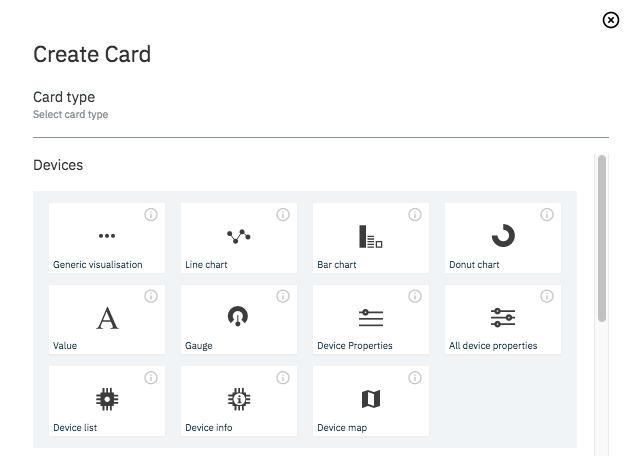 Create Card
Card type
Select card type
Devices
Generic visualisation
Line chart
Bar chart
Donut chart
A
Value
Gauge
Device Properties
All device properties
Device list
Device info
Device map